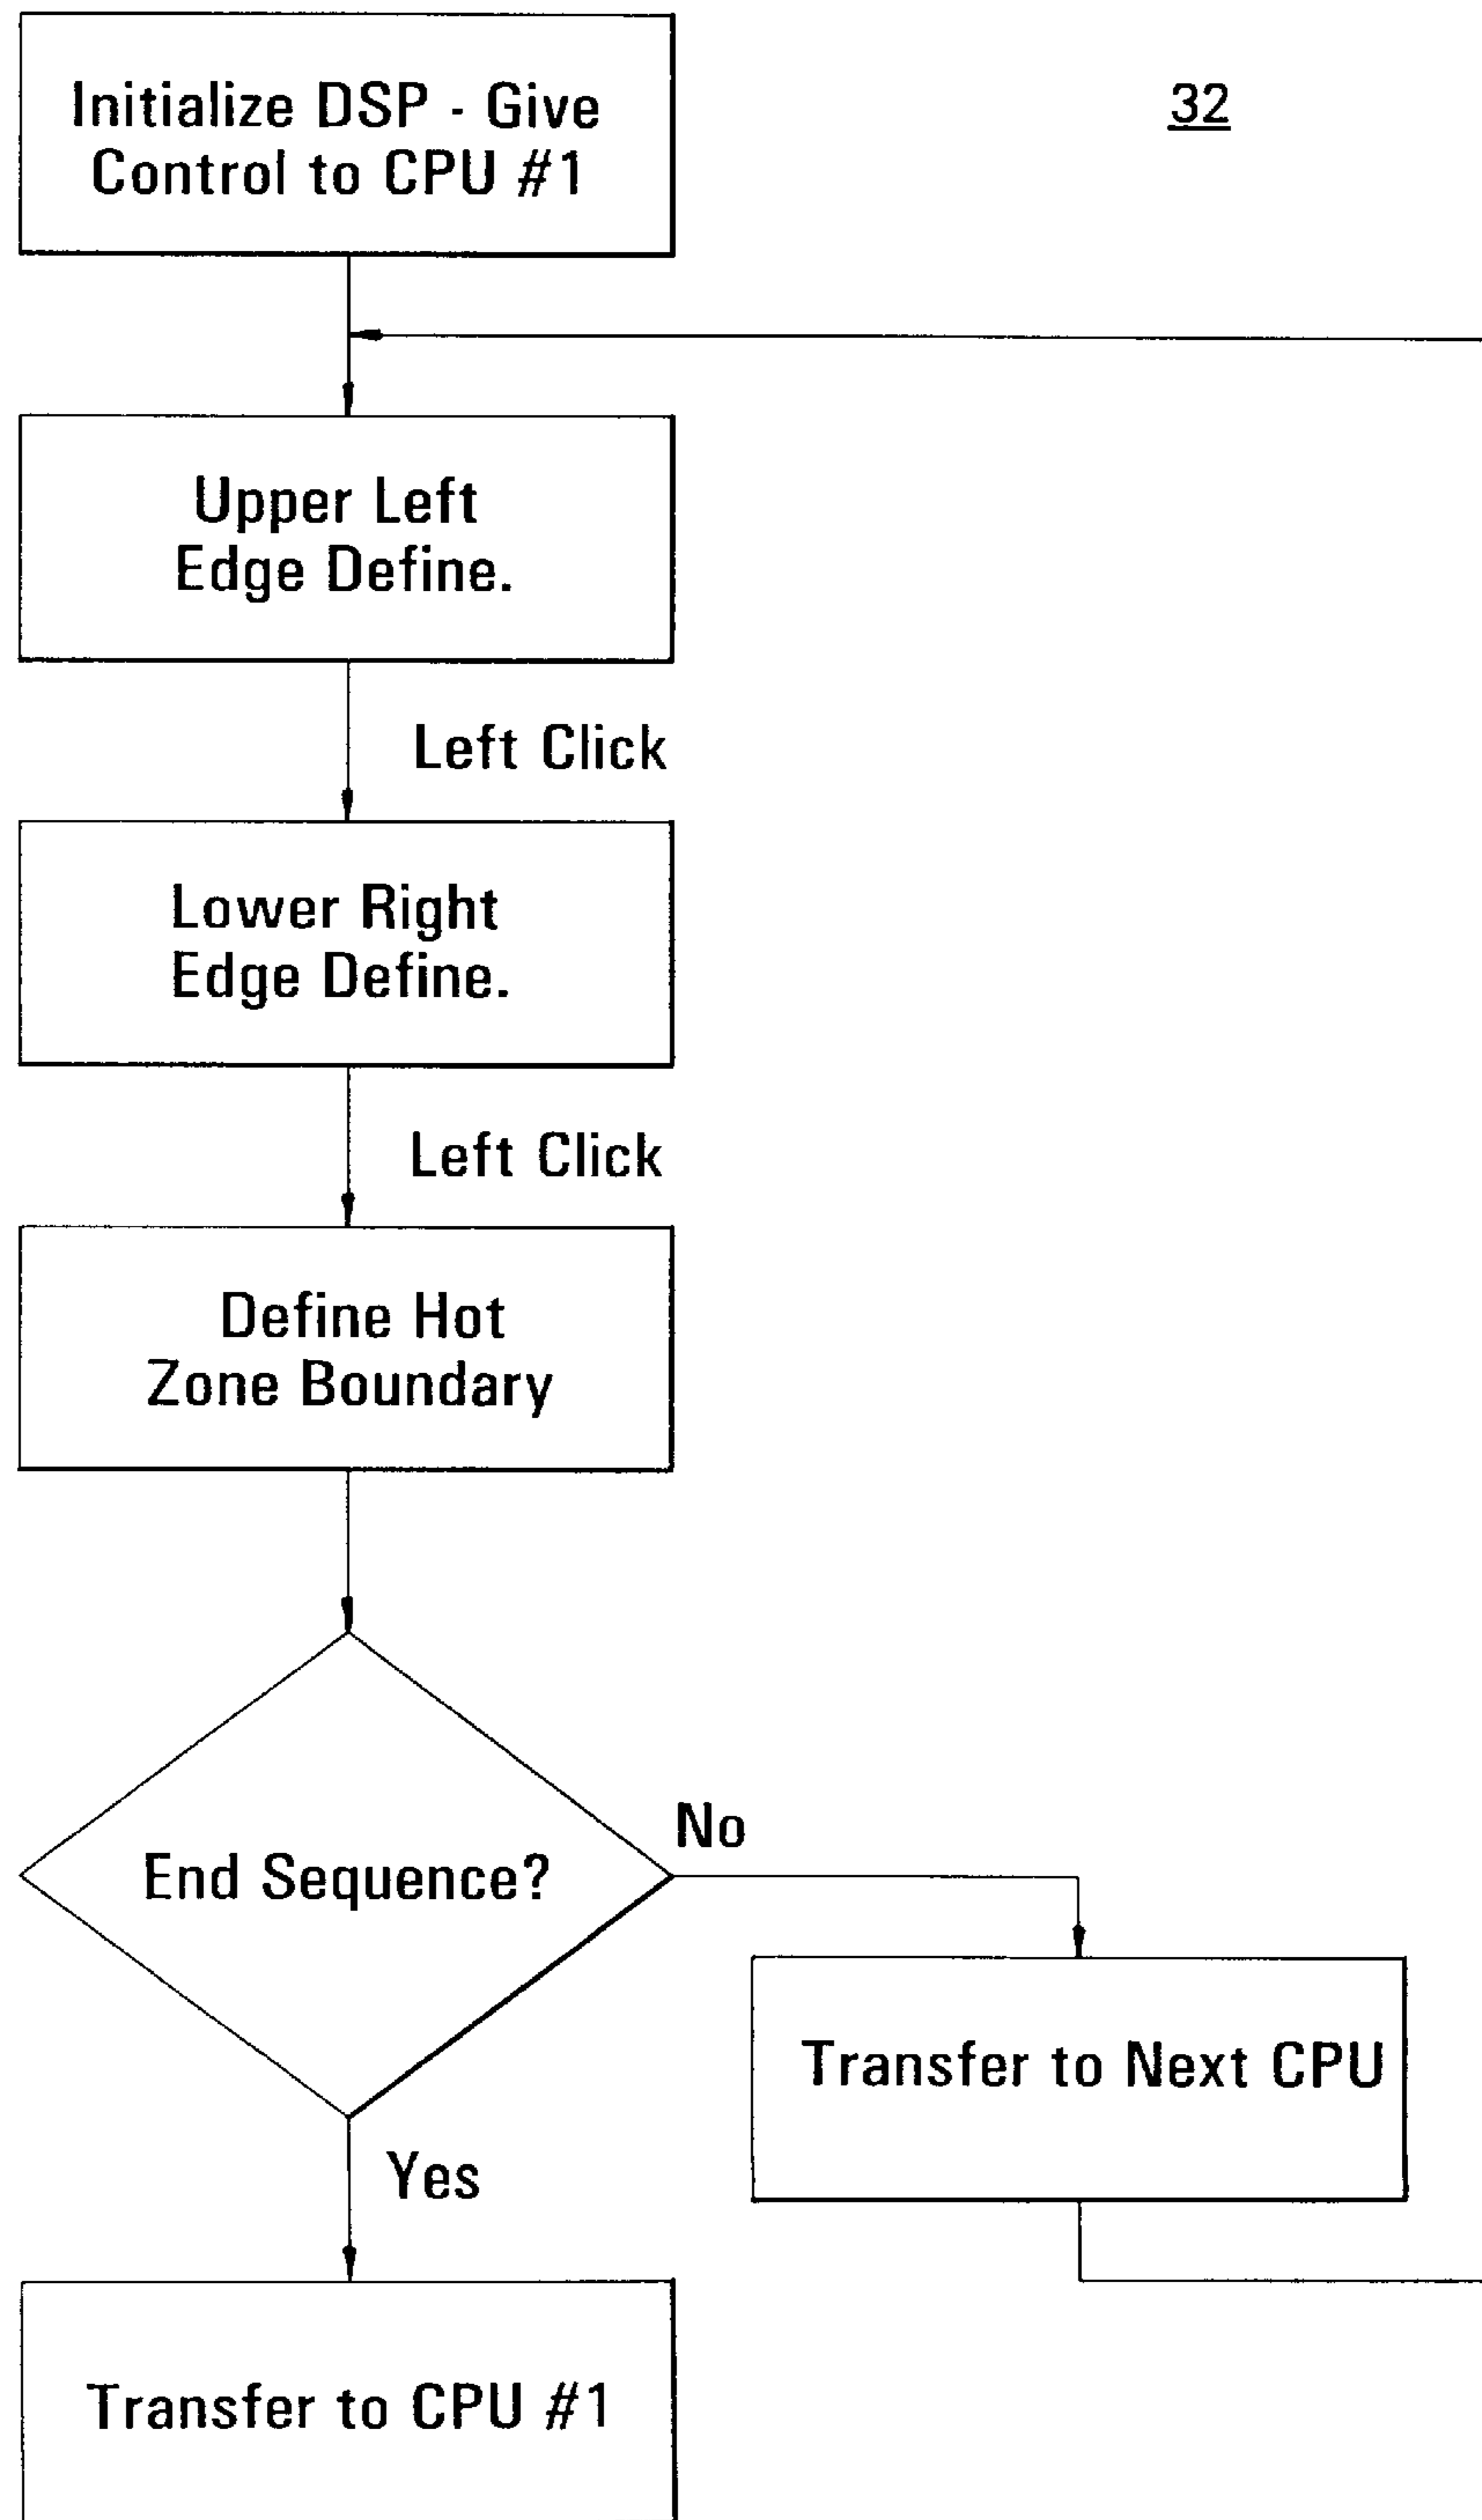 Initialize DSP - Give
Control to CPU #1
32
Upper Left
Edge Define.
Left Click
Lower Right
Edge Define.
Left Click
Define Hot
Zone Boundary
End Sequence?
No
Transfer to Next CPU
Yes
Transfer to CPU #1